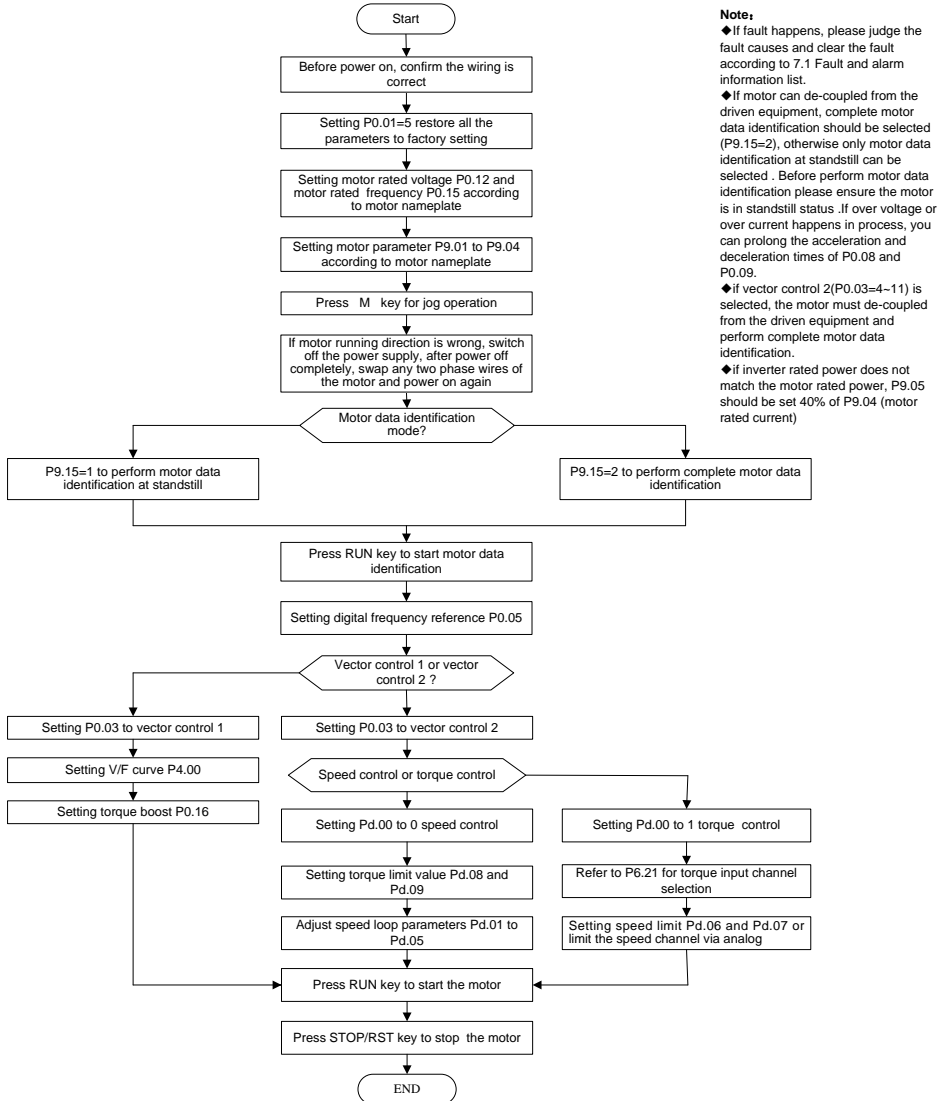 Start
Before power on, confirm the wiring is
correct
Setting P0.01=5 restore all the
parameters to factory setting
Setting motor rated voltage P0.12 and
motor rated frequency P0.15 according
to motor nameplate
Setting motor parameter P9.01 to P9.04
according to motor nameplate
Press M key for jog operation
If motor running direction is wrong, switch
off the power supply, after power off
completely, swap any two phase wires of
the motor and power on again
Motor data identification
mode?
P9.15=1 to perform motor data
identification at standstill
P9.15=2 to perform complete motor data
identification
Press RUN key to start motor data
identification
Setting digital frequency reference P0.05
Vector control 1 or vector
control 2 ?
Setting P0.03 to vector control 1
Setting V/F curve P4.00
Setting torque boost P0.16
Setting P0.03 to vector control 2
Speed control or torque control
Setting Pd.00 to 0 speed control
Setting torque limit value Pd.08 and
Pd.09
Adjust speed loop parameters Pd.01 to
Pd.05
Setting Pd.00 to 1 torque control
Refer to P6.21 for torque input channel
selection
Setting speed limit Pd.06 and Pd.07 or
limit the speed channel via analog
Press RUN key to start the motor
Press STOP/RST key to stop the motor
END
Note:
◆If fault happens, please judge the
fault causes and clear the fault
according to 7.1 Fault and alarm
information list.
◆If motor can de-coupled from the
driven equipment, complete motor
data identification should be selected
(P9.15=2), otherwise only motor data
identification at standstill can be
selected . Before perform motor data
identification please ensure the motor
is in standstill status .If over voltage or
over current happens in process, you
can prolong the acceleration and
deceleration times of P0.08 and
P0.09.
◆if vector control 2(P0.03=4~11) is
selected, the motor must de-coupled
from the driven equipment and
perform complete motor data
identification.
◆if inverter rated power does not
match the motor rated power, P9.05
should be set 40% of P9.04 (motor
rated current)